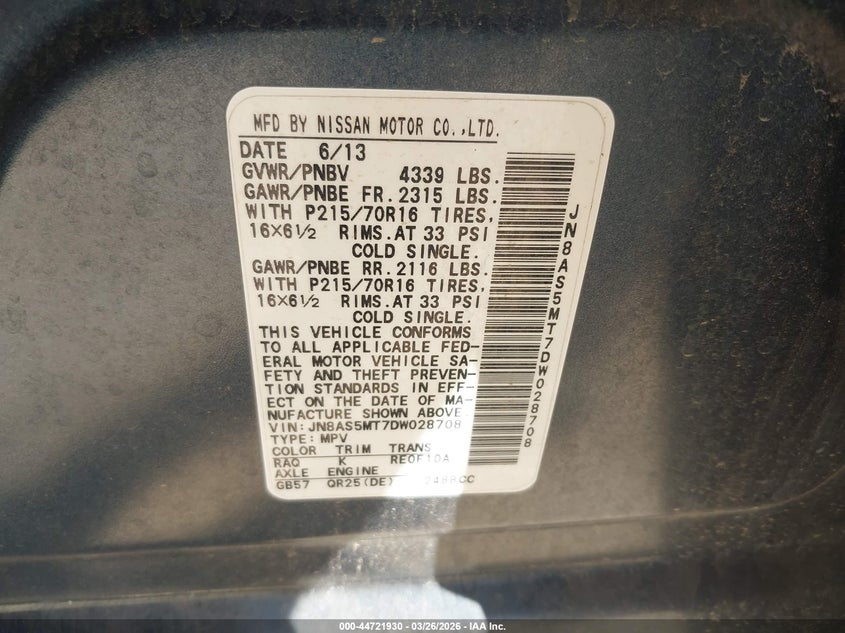 MFD BY NISSAN MOTOR CO.,LTD.
DATE 6/13
GVWR/PNBV 4339 LBS.
GAWR/PNBE FR. 2315 LBS.
WITH P215/70R16 TIRES,
16×6½ RIMS.AT 33 PSI
COLD SINGLE.
GAWR/PNBE RR. 2116 LBS.
WITH P215/70R16 TIRES,
16×6½ RIMS.AT 33 PSI
COLD SINGLE.
THIS VEHICLE CONFORMS
TO ALL APPLICABLE FED-
ERAL MOTOR VEHICLE SA-
FETY AND THEFT PREVEN-
TION STANDARDS IN EFF-
ECT ON THE DATE OF MA-
NUFACTURE SHOWN ABOVE.
VIN: JN8AS5MT7DW028708
TYPE: MPV
COLOR TRIM TRANS
RAQ K RE0F10A
AXLE ENGINE
GB57 QR25(DE) 2488CC
JN8AS5MT7DW028708
000-44721930 - 03/26/2026 - IAA Inc.